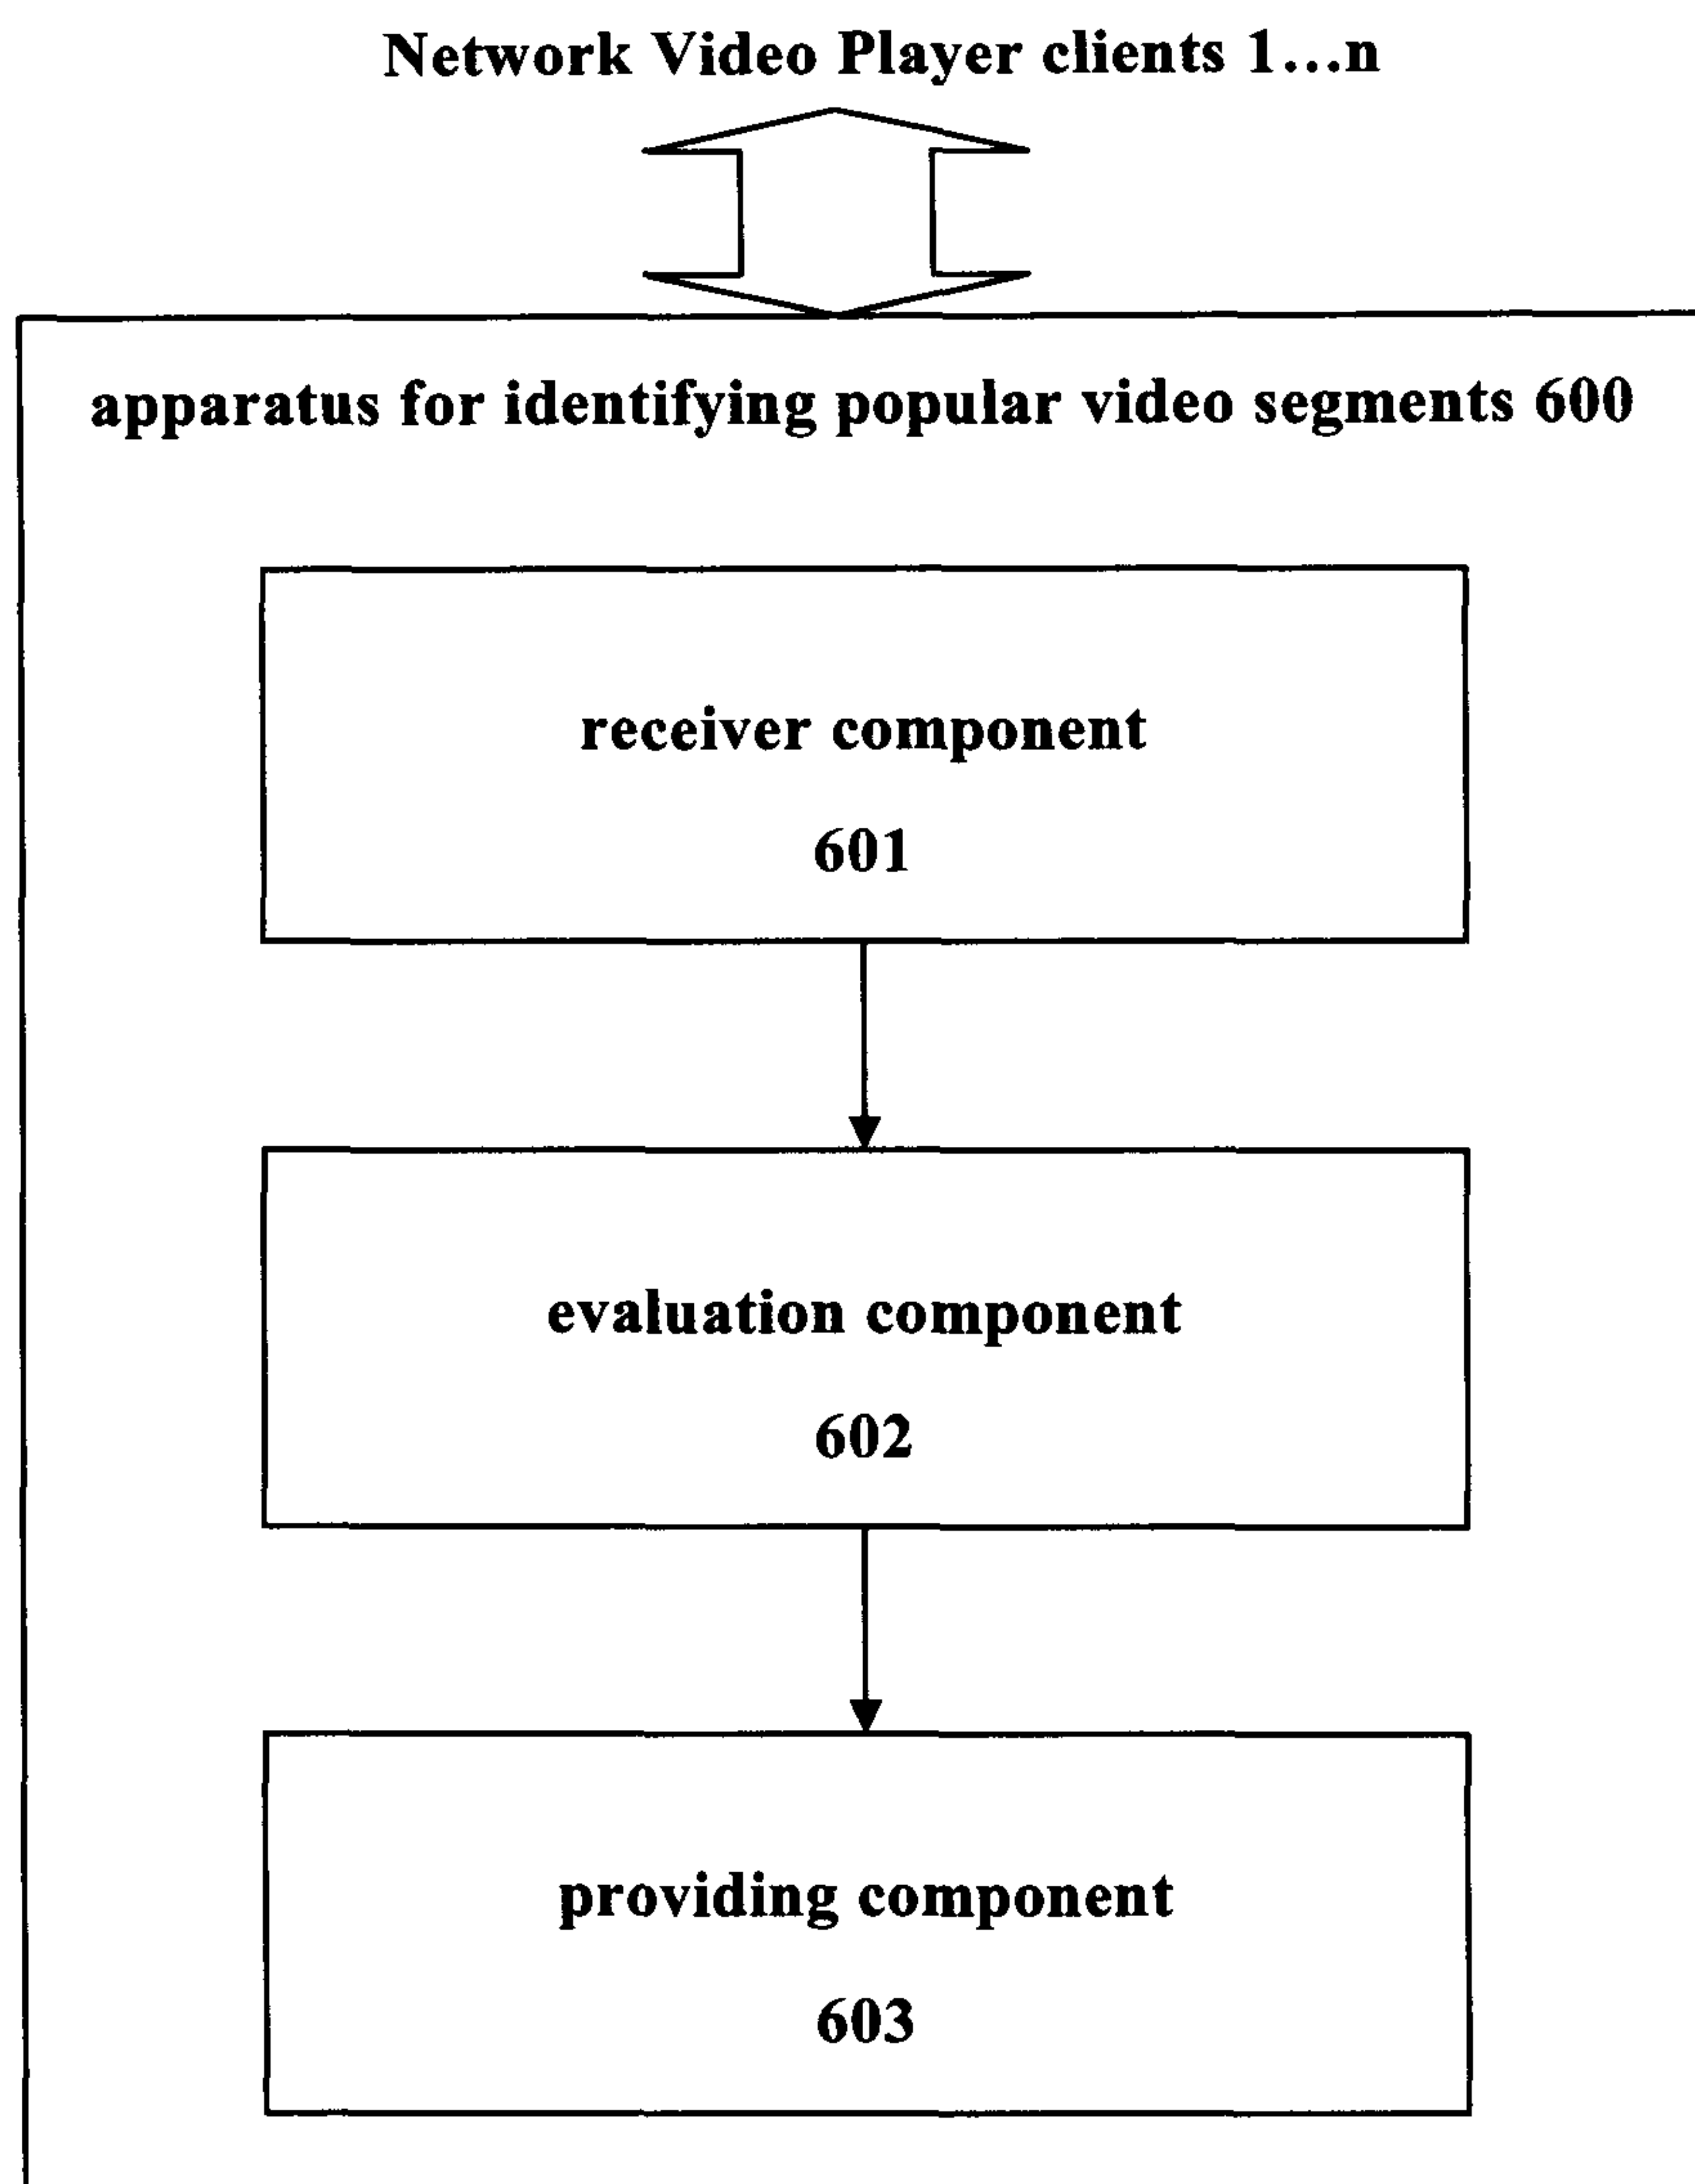 Network Video Player clients 1...n
apparatus for identifying popular video segments 600
receiver component
601
evaluation component
602
providing component
603